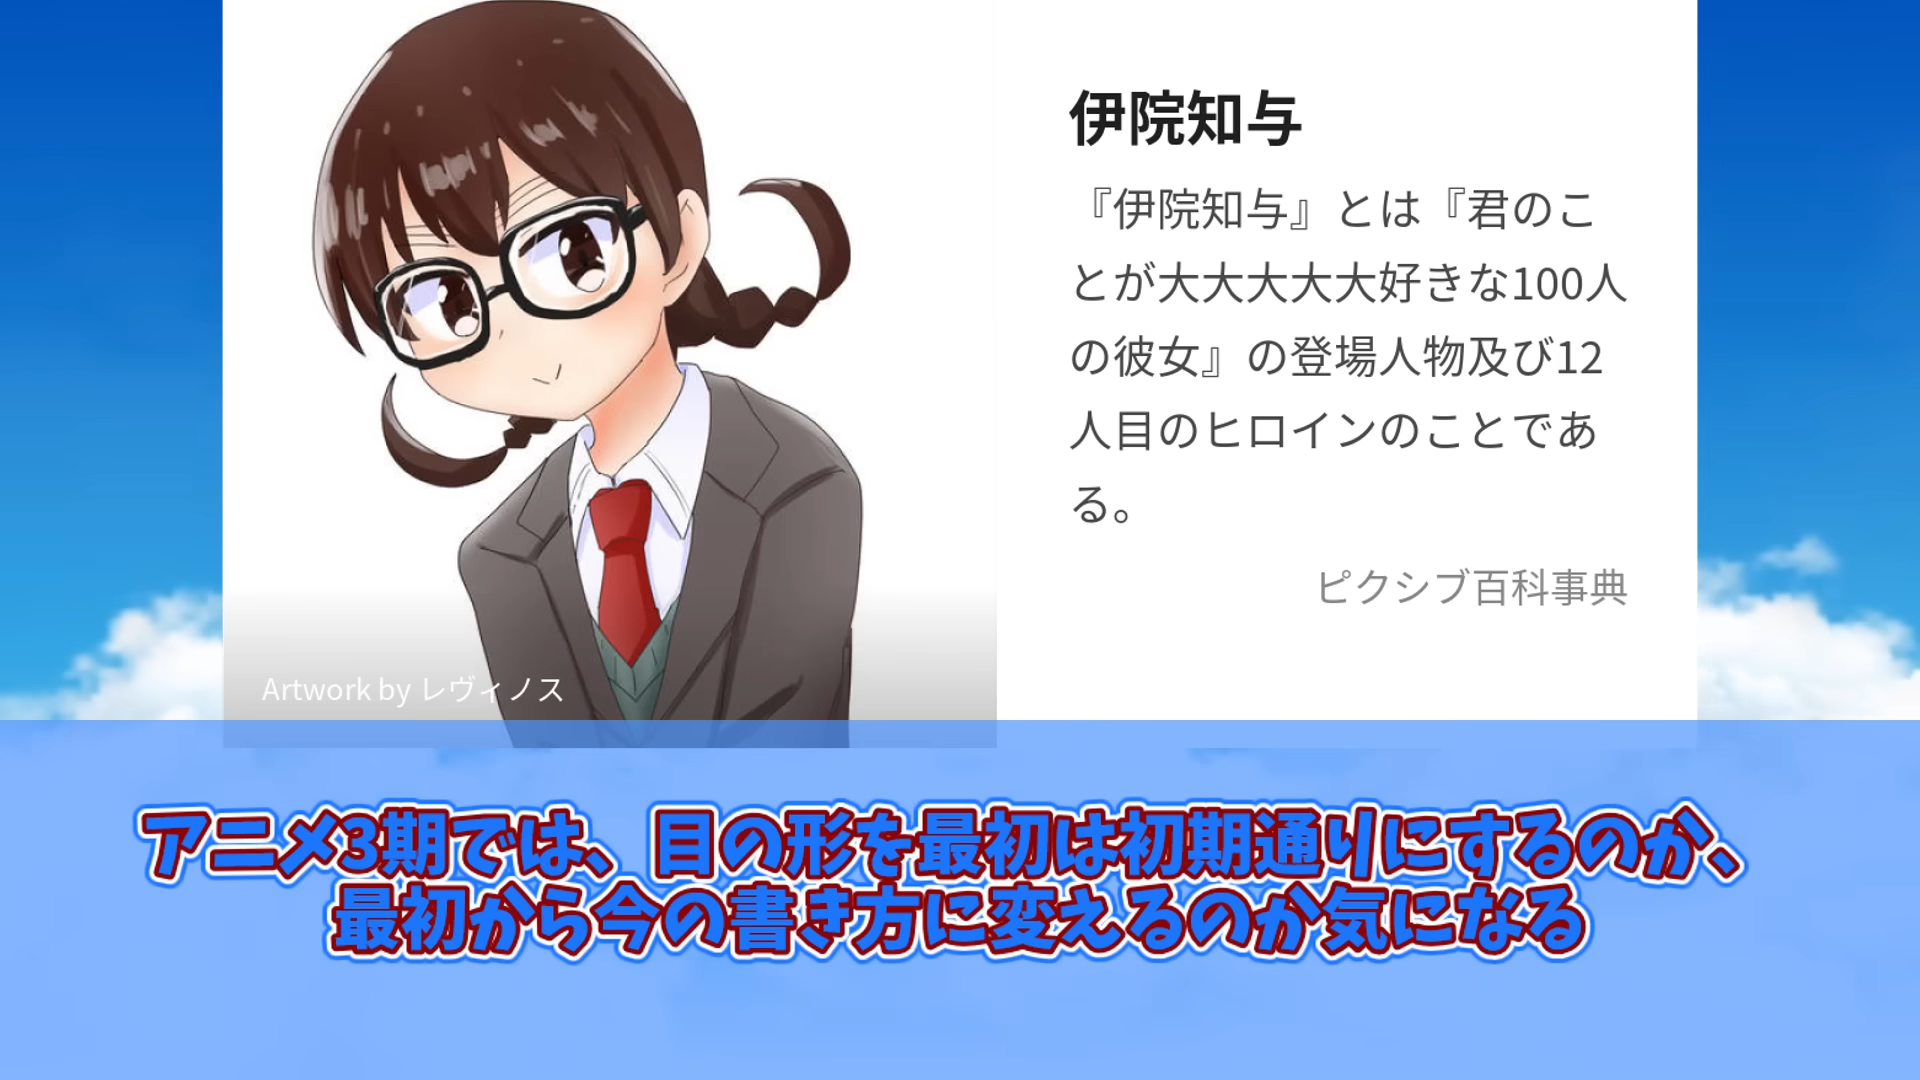 伊院知与
『伊院知与』とは『君のこ
とが大大大大大好きな100人
の彼女』の登場人物及び12
人目のヒロインのことであ
る。
ピクシブ百科事典
Artwork by レヴィノス
アニメ3期では、目の形を最初は初期通りにするのか、
最初から今の書き方に変えるのか気になる